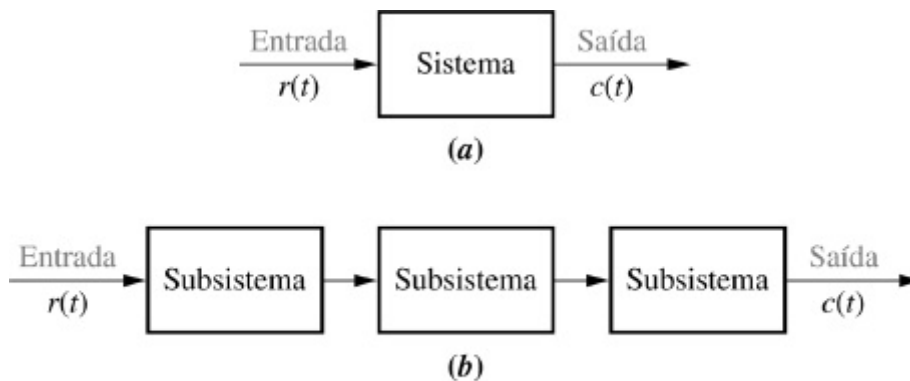 Entrada
r(t)
Sistema
Saída
c(t)
(a)
Entrada
r(t)
Subsistema
Subsistema
Subsistema
Saída
c(t)
(b)